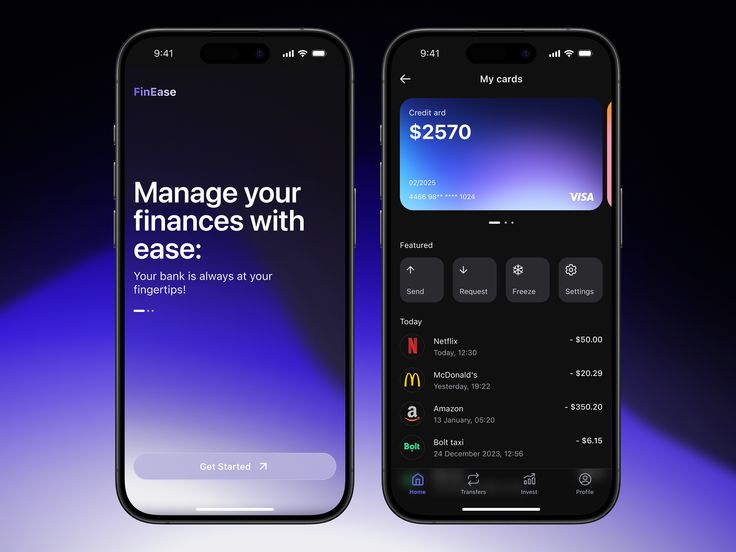 9:41
FinEase
Manage your
finances with
ease:
Your bank is always at your
fingertips!
Get Started
9:41
My cards
Credit ard
$2570
02/2025
4466 98** **** 1024
VISA
Featured
Send
Request
Freeze
Settings
Today
Netflix
- $50.00
Today, 12:30
McDonald's
- $20.29
Yesterday, 19:22
Amazon
- $350.20
13 January, 05:20
Bolt
Bolt taxi
- $6.15
24 December 2023, 12:56
Home
Transfers
Invest
Profile